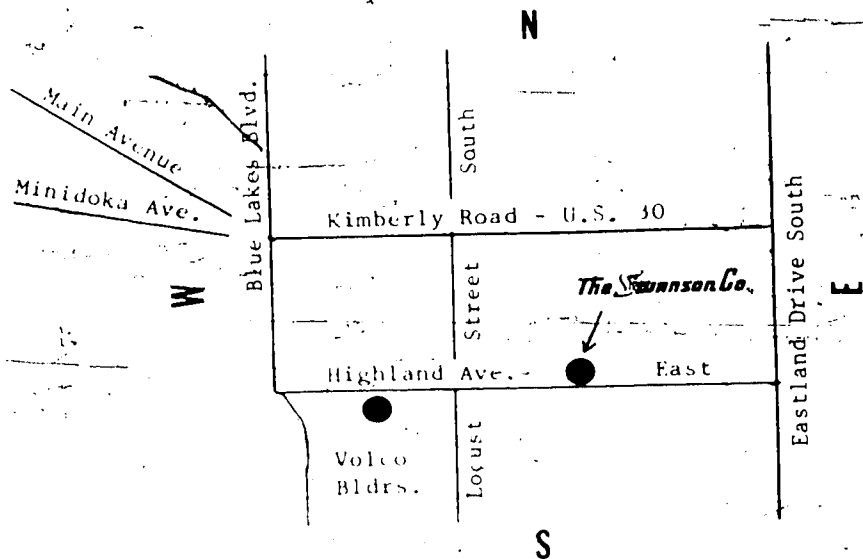 N
Main Avenue
Minidoka Ave.
Blue Lakes Blvd.
South
Kimberly Road - U.S. 30
W
The Swanson Co.
E
Eastland Drive South
Street
Highland Ave.- East
Volco
Bldrs.
Locust
S